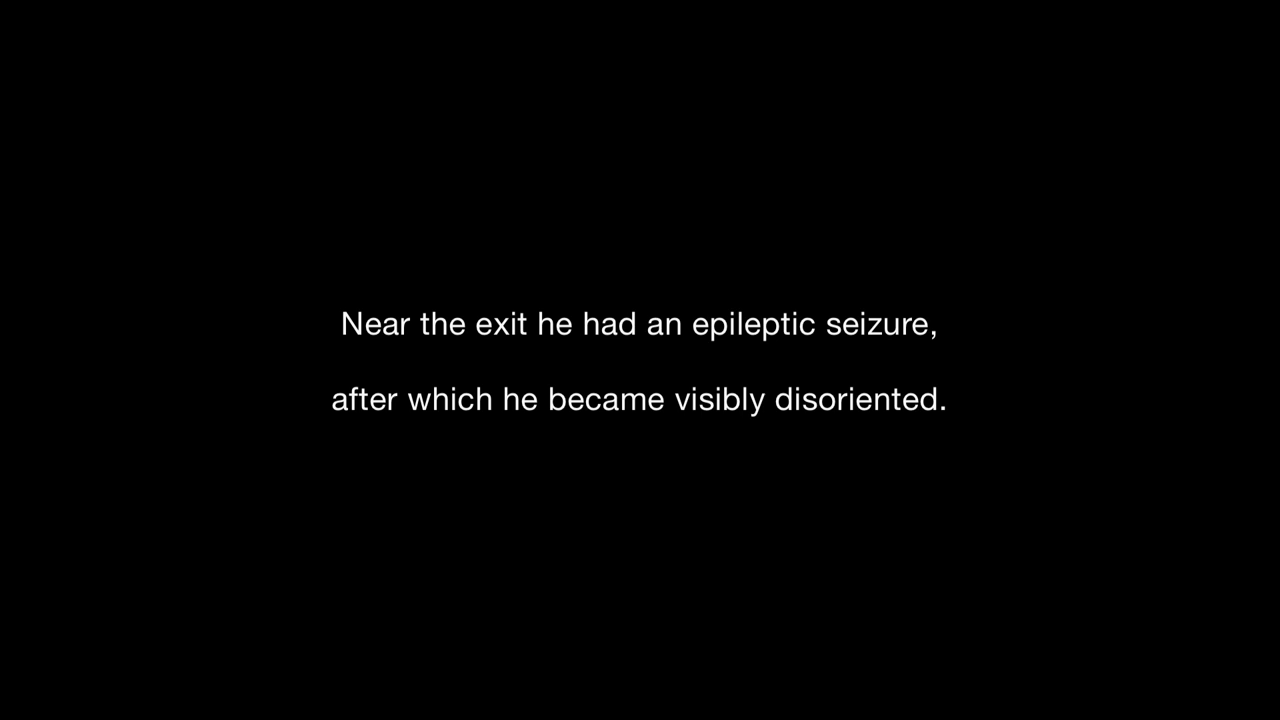 Near the exit he had an epileptic seizure,
after which he became visibly disoriented.